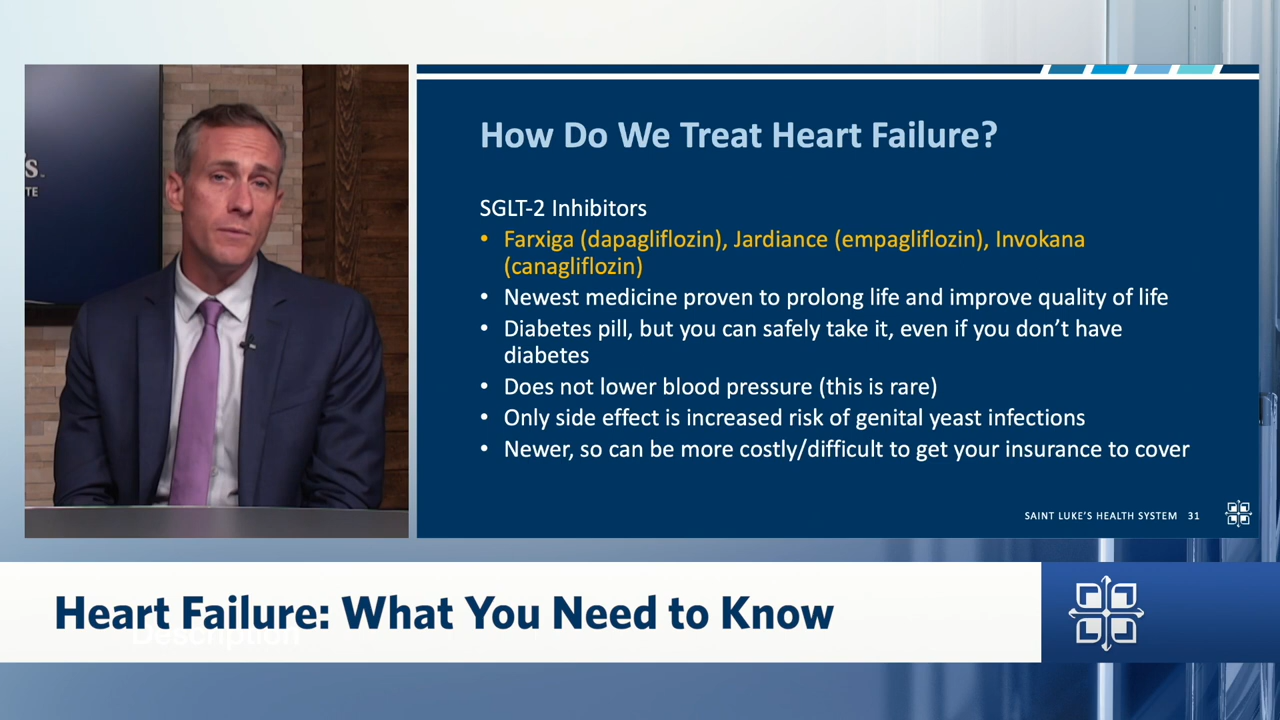 's
TE
How Do We Treat Heart Failure?
SGLT-2 Inhibitors
• Farxiga (dapagliflozin), Jardiance (empagliflozin), Invokana
(canagliflozin)
• Newest medicine proven to prolong life and improve quality of life
• Diabetes pill, but you can safely take it, even if you don’t have
diabetes
• Does not lower blood pressure (this is rare)
• Only side effect is increased risk of genital yeast infections
• Newer, so can be more costly/difficult to get your insurance to cover
SAINT LUKE'S HEALTH SYSTEM 31
Heart Failure: What You Need to Know
Description